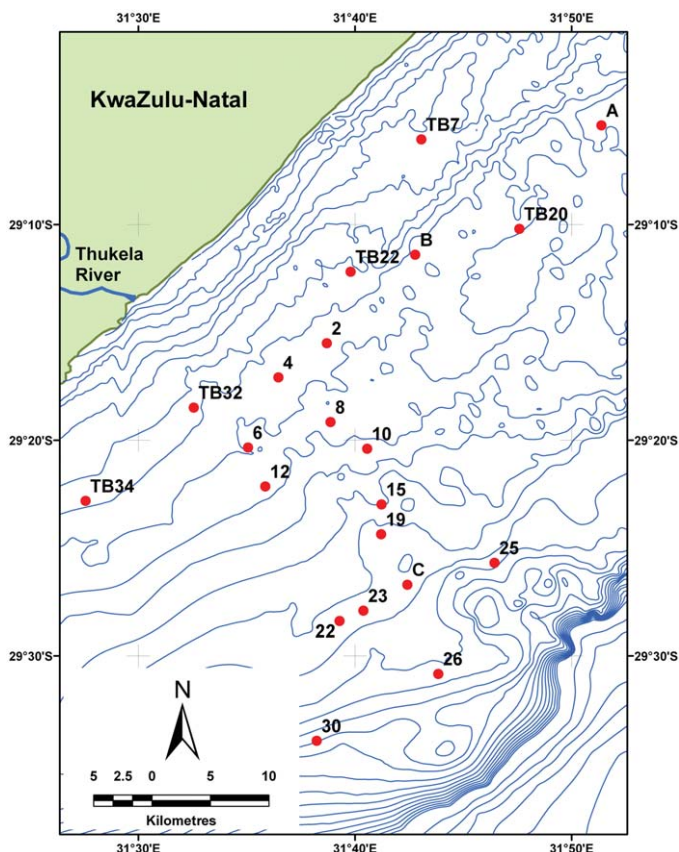 31°30'E 31°40'E 31°50'E
KwaZulu-Natal
A
TB7
TB20
29°10'S 29°10'S
B
TB22
Thukela
River
2
4
TB32
8
6
10
29°20'S 29°20'S
12
TB34
15
19
25
C
23
22
29°30'S 29°30'S
26
N
30
5 2.5 0 5 10
Kilometres
31°30'E 31°40'E 31°50'E